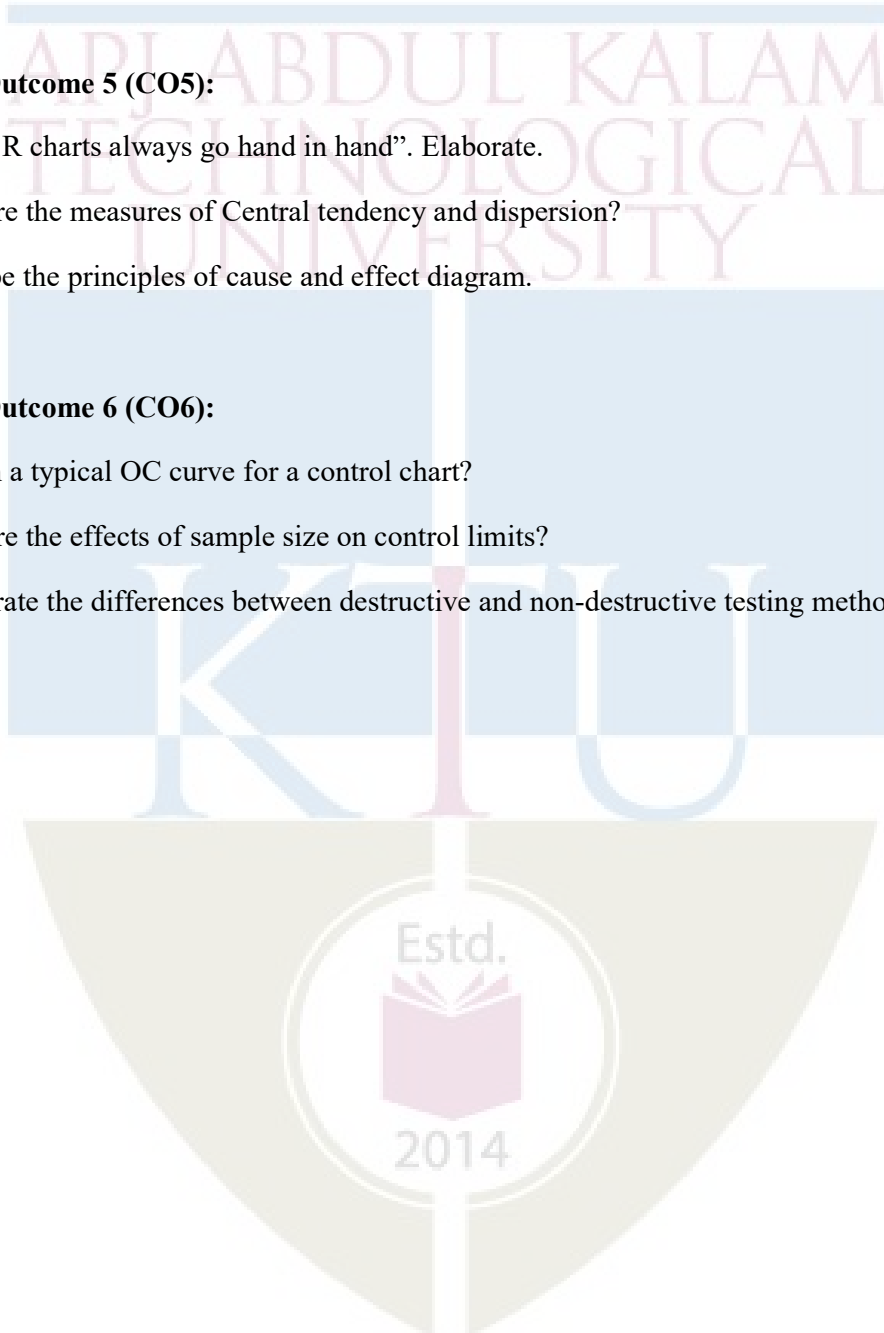 APJ ABDUL KALAM
TECHNOLOGICAL
UNIVERSITY
utcome 5 (CO5):
R charts always go hand in hand”. Elaborate.
re the measures of Central tendency and dispersion?
be the principles of cause and effect diagram.
utcome 6 (CO6):
a typical OC curve for a control chart?
re the effects of sample size on control limits?
rate the differences between destructive and non-destructive testing metho
KTU
Estd.
2014